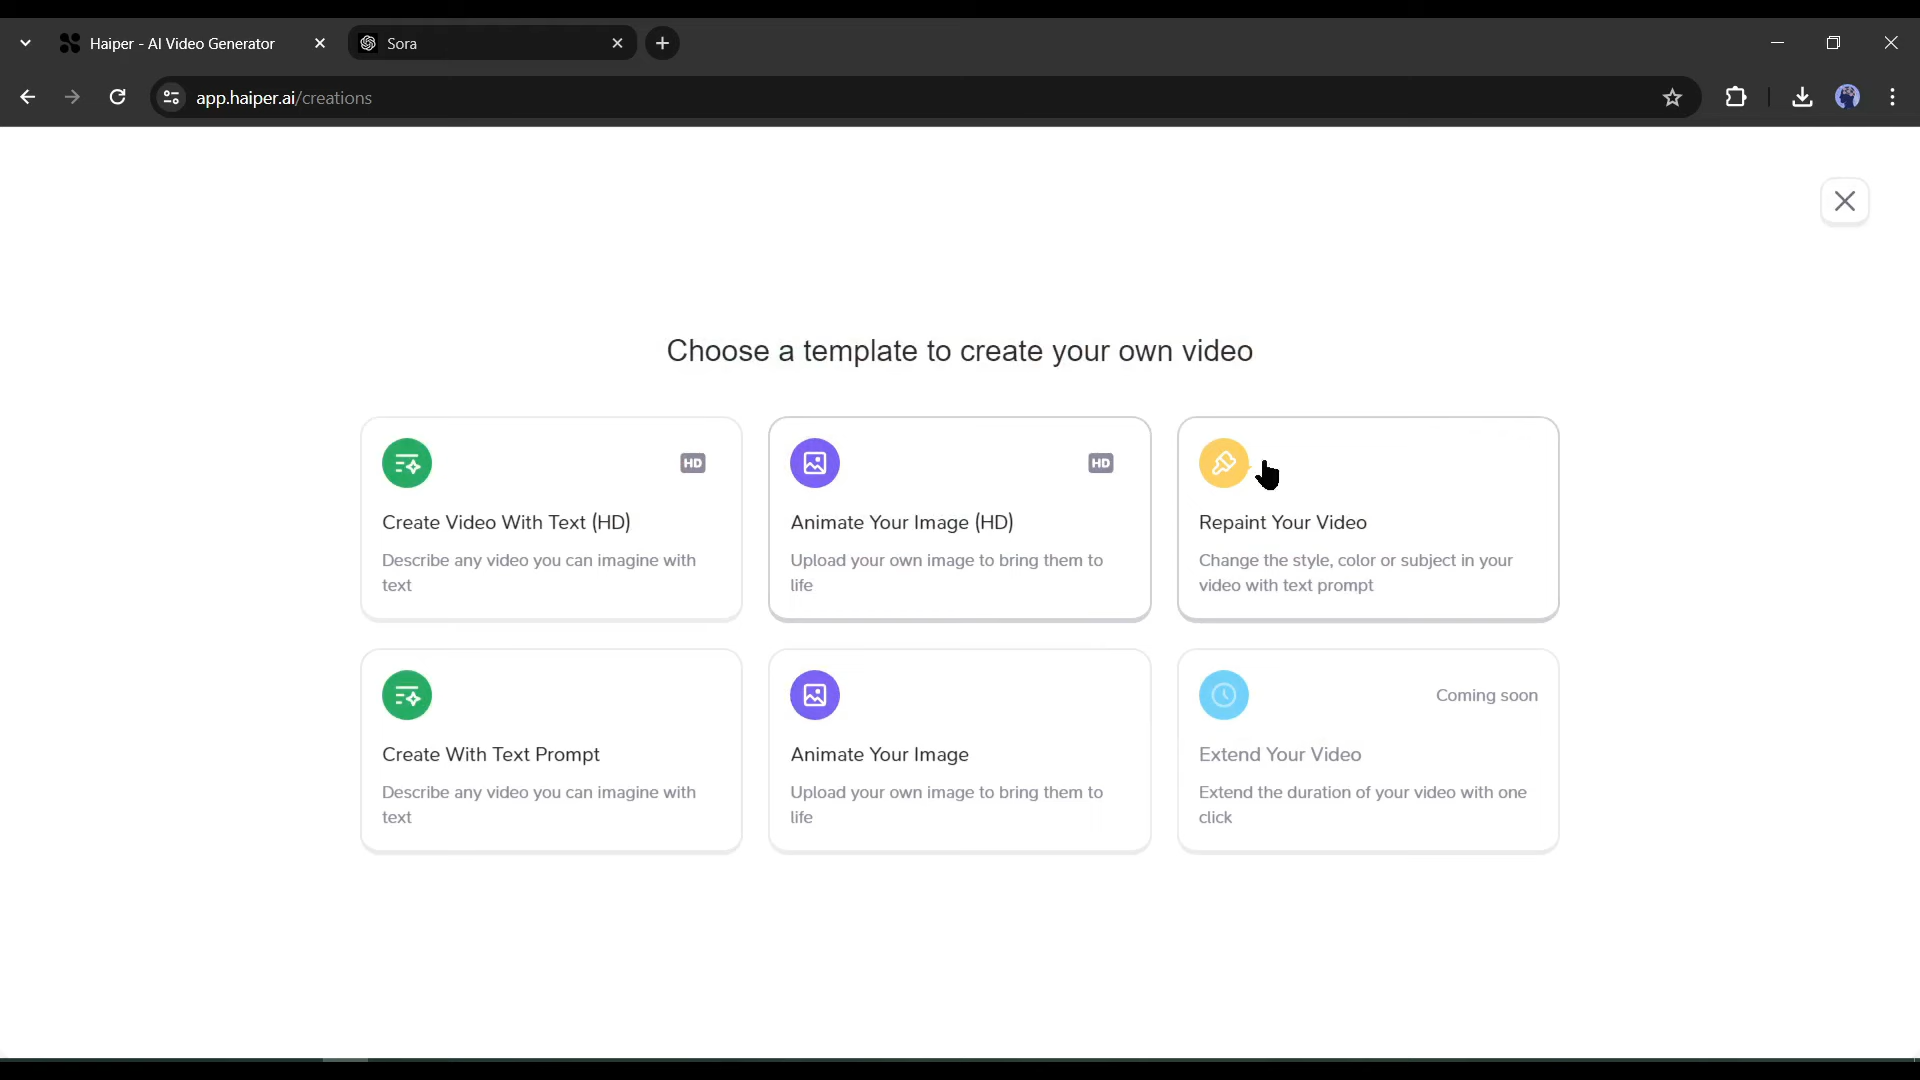 Haiper - AI Video Generator
Sora
app.haiper.ai/creations
Choose a template to create your own video
HD
Create Video With Text (HD)
Describe any video you can imagine with
text
HD
Animate Your Image (HD)
Upload your own image to bring them to
life
Repaint Your Video
Change the style, color or subject in your
video with text prompt
Create With Text Prompt
Describe any video you can imagine with
text
Animate Your Image
Upload your own image to bring them to
life
Coming soon
Extend Your Video
Extend the duration of your video with one
click